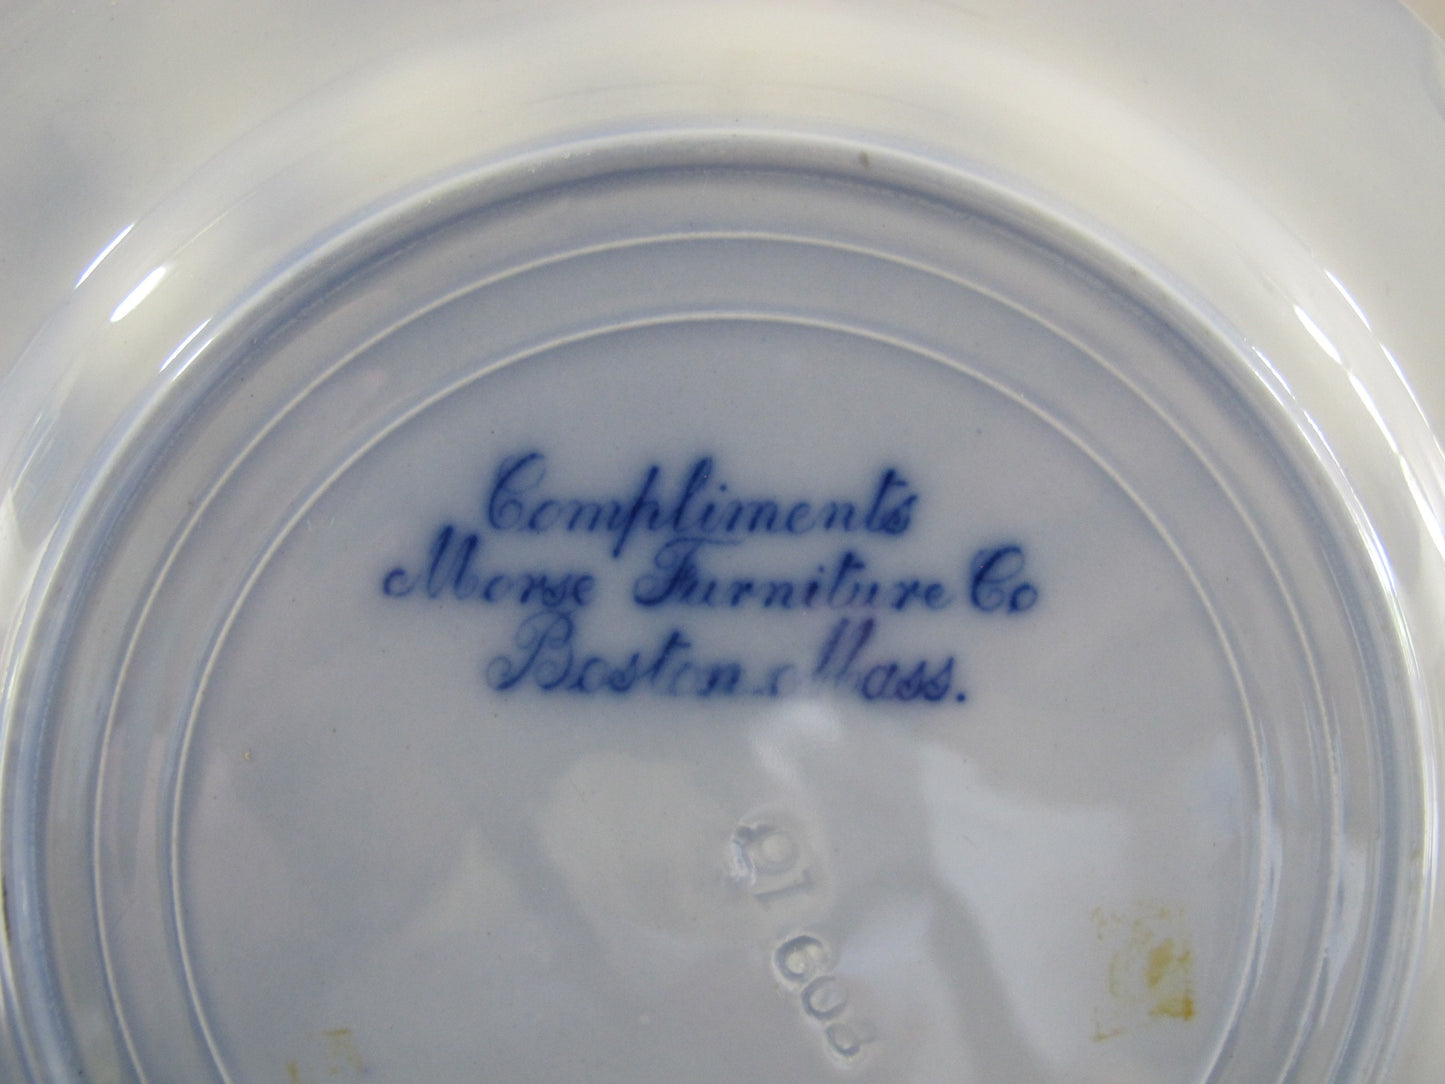 Compliments
Morse Furniture Co
Boston Mass.